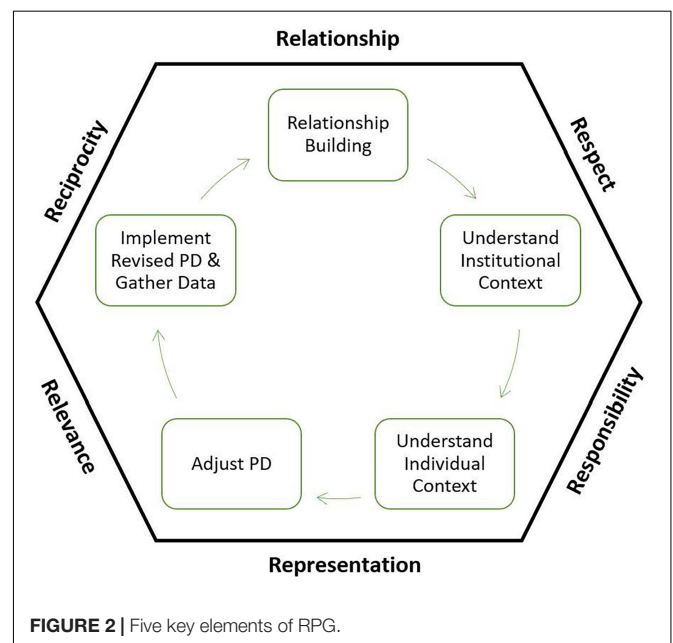 Relationship
Reciprocity
Respect
Relationship
Building
Implement
Revised PD &
Gather Data
Understand
Institutional
Context
Relevance
Responsibility
Adjust PD
Understand
Individual
Context
Representation
FIGURE 2 | Five key elements of RPG.